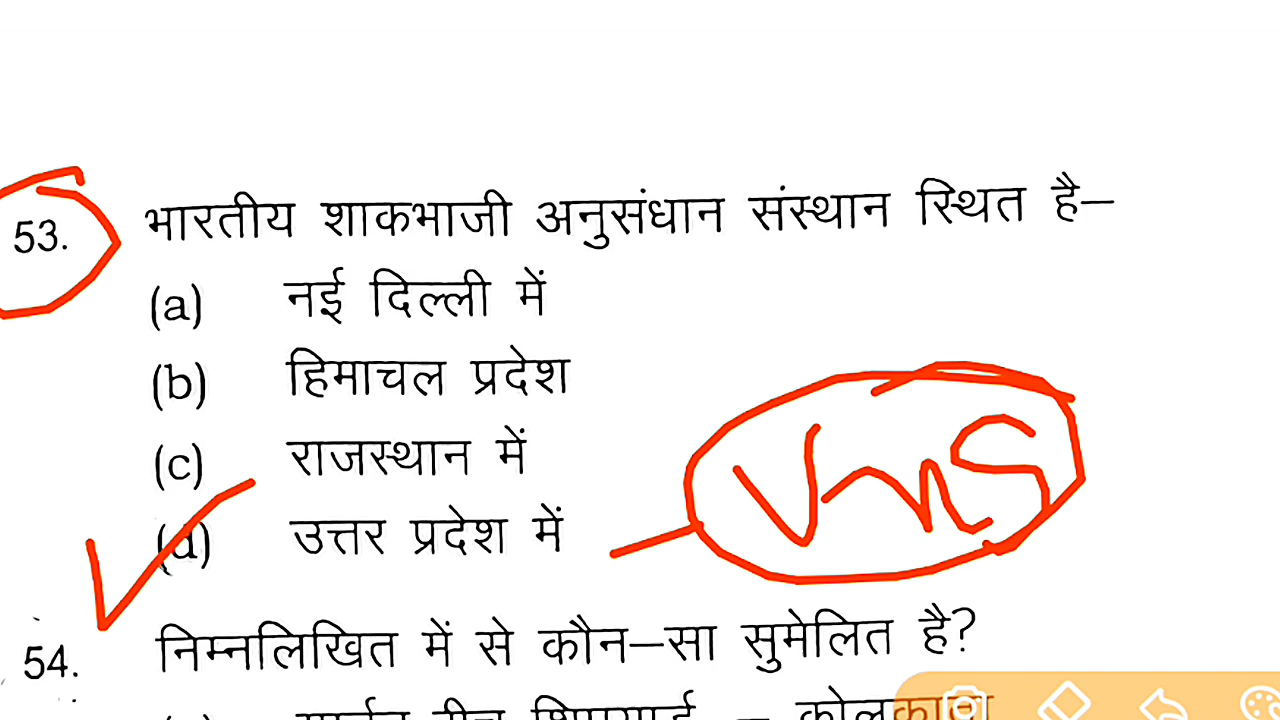 53. भारतीय शाकभाजी अनुसंधान संस्थान स्थित है–
(a) नई दिल्ली में
(b) हिमाचल प्रदेश
(c) राजस्थान में
(d) उत्तर प्रदेश में
VnS
54. निम्नलिखित में से कौन–सा सुमेलित है?